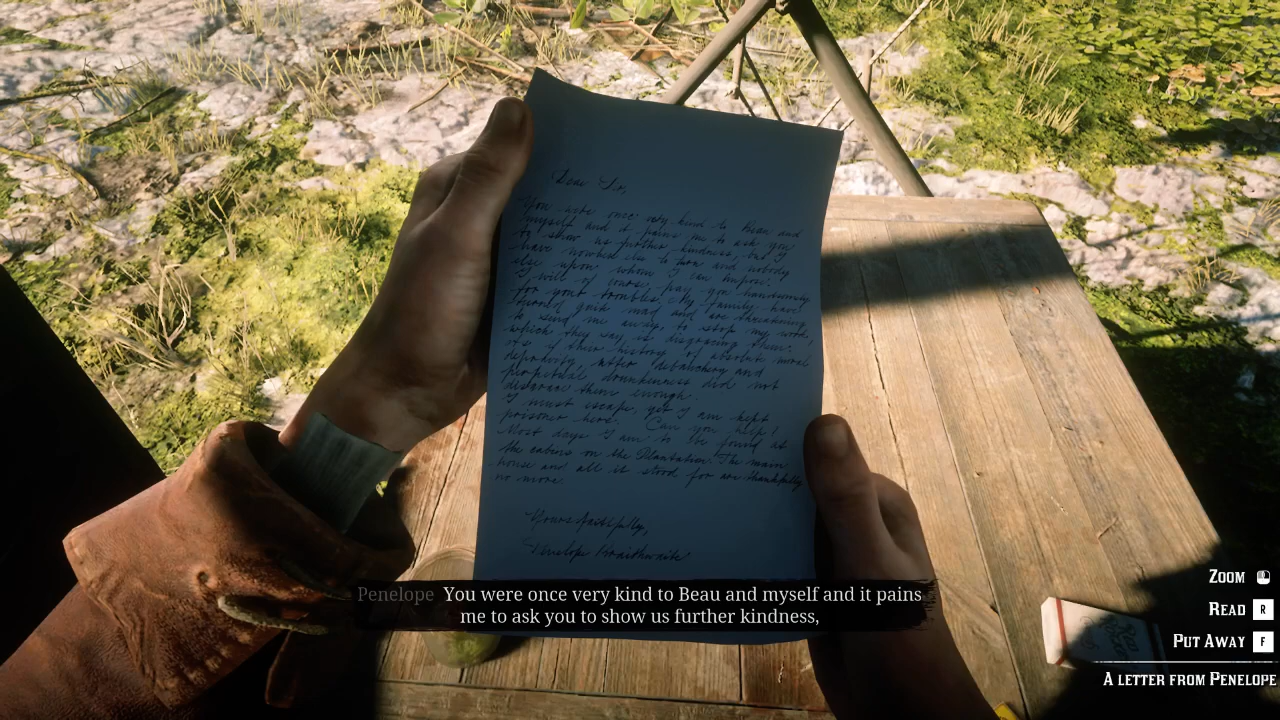 Dear Sir,
You were once very kind to Beau and
myself and it pains me to ask you
to show us further kindness, but I
have nowhere else to turn and nobody
else upon whom I can impose.
I will of course pay you handsomely
for your troubles. My family have
turned quite mad and are threatening
to send me away, to stop my work,
which they say is disgracing them;
as if their history of absolute moral
depravity, utter debauchery and
perpetual drunkenness did not
disgrace them enough.
I must escape, yet I am kept
prisoner here. Can you help?
Most days I am to be found at
the cabins on the Plantation. The main
house and all it stood for are thankfully
no more.
Yours faithfully,
Penelope Braithwaite
Penelope You were once very kind to Beau and myself and it pains
me to ask you to show us further kindness,
ZOOM
READ R
PUT AWAY F
A LETTER FROM PENELOPE